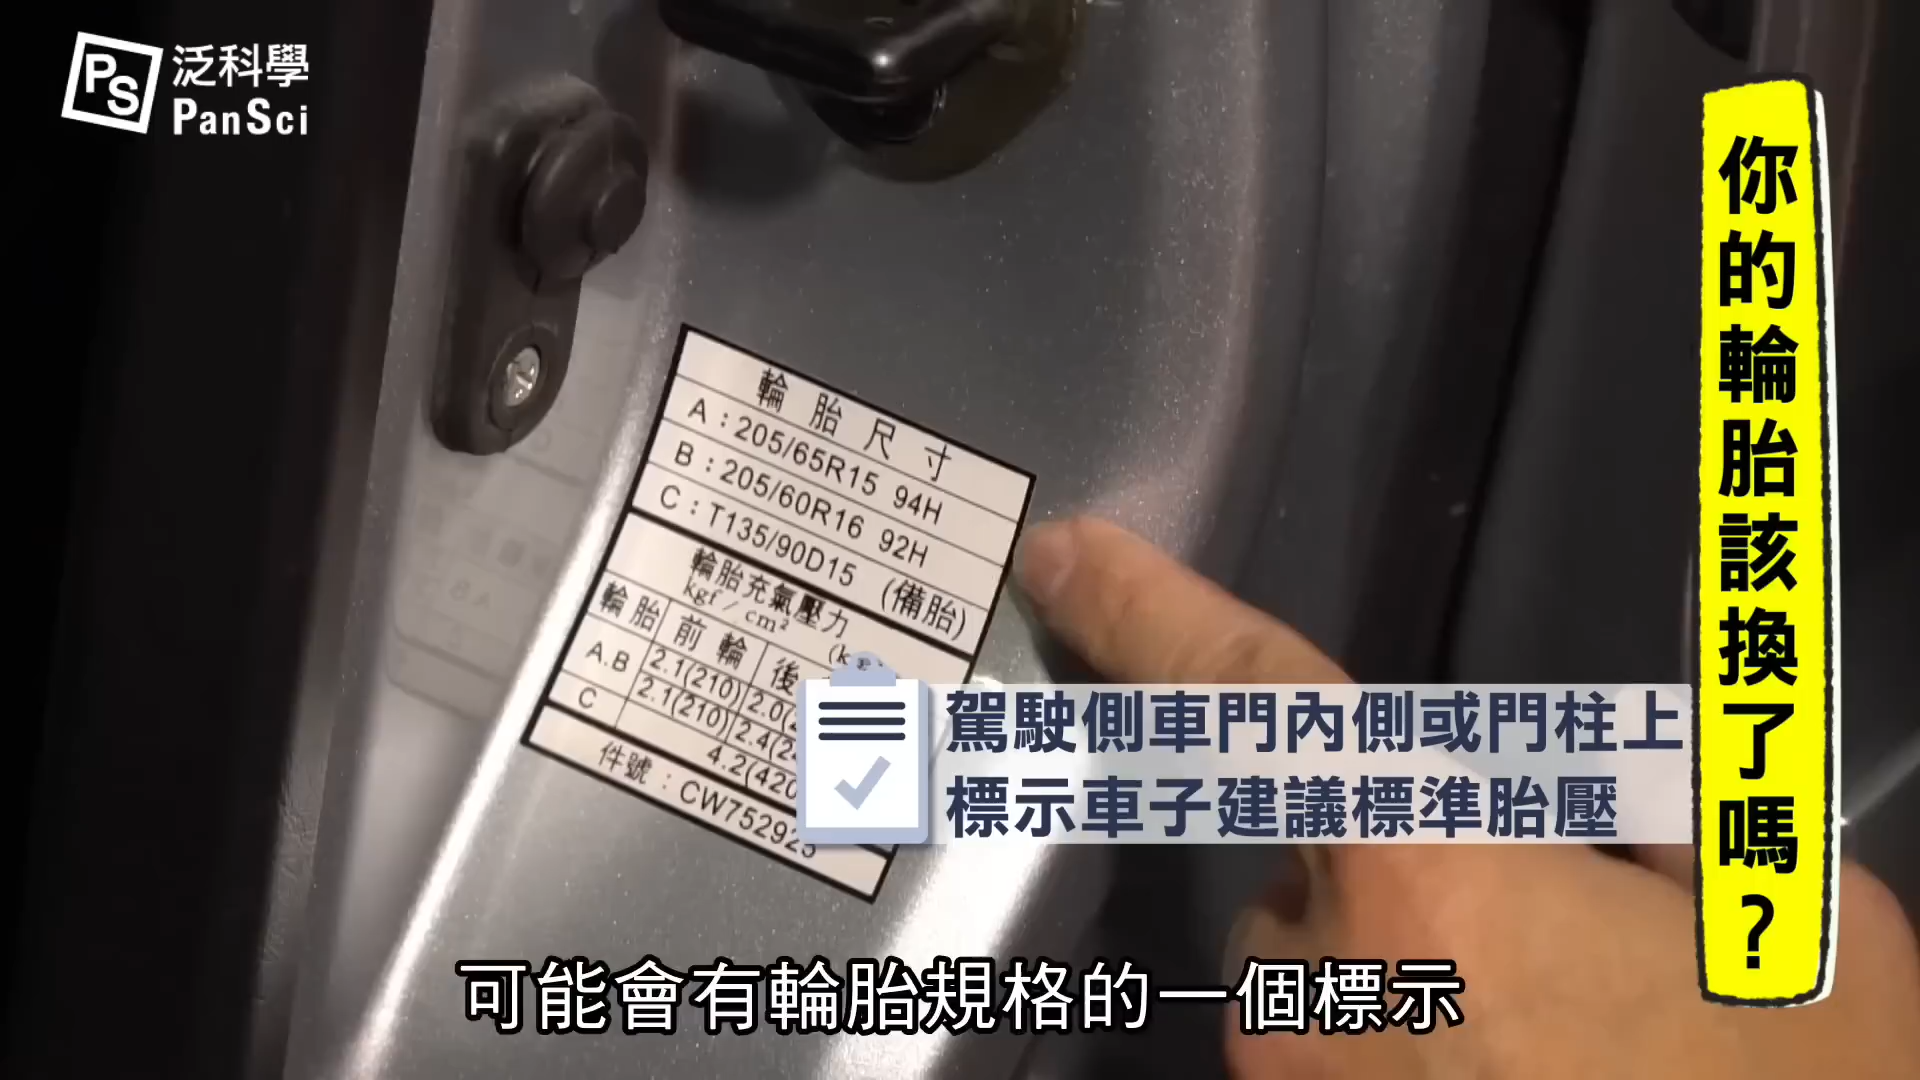 泛科學
PanSci
你的輪胎該換了嗎?
輪胎尺寸
A:205/65R15 94H
B:205/60R16 92H
C:T135/90D15 (備胎)
輪胎充氣壓力
kgf/cm²
輪胎 前輪 後
A.B 2.1(210) 2.0(2
2.1(210) 2.4(2
C 4.2(420
件號:CW752925
駕駛側車門內側或門柱上
標示車子建議標準胎壓
可能會有輪胎規格的一個標示